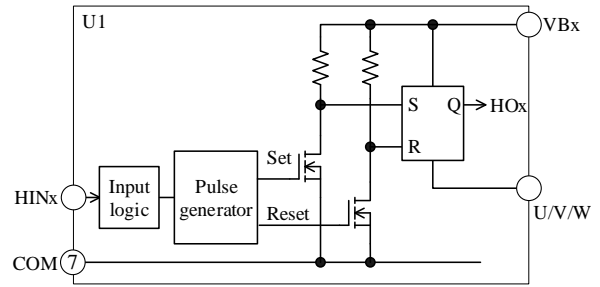 U1
VBx
S
Q
HOx
R
Set
HINx
Input
logic
Pulse
generator
Reset
U/V/W
COM
7